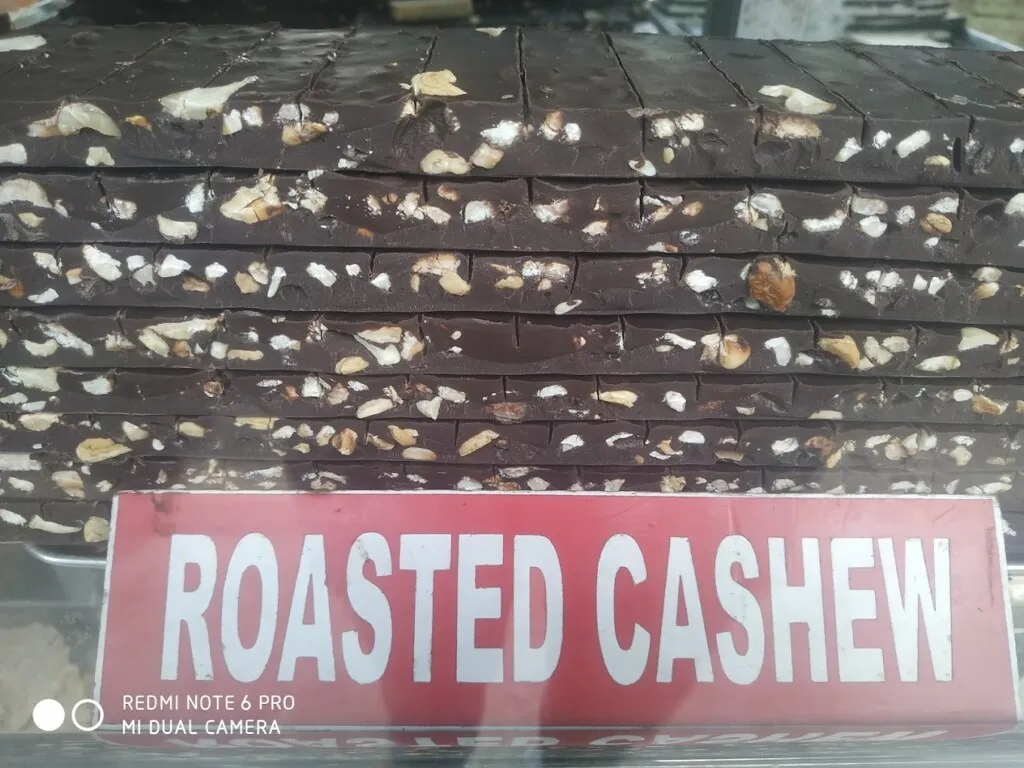 ROASTED CASHEW
REDMI NOTE 6 PRO
MI DUAL CAMERA